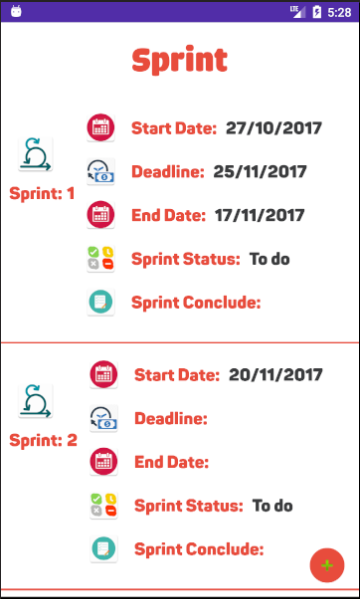 LTE 5:28
Sprint
Start Date: 27/10/2017
Deadline: 25/11/2017
Sprint: 1
End Date: 17/11/2017
Sprint Status: To do
Sprint Conclude:
Start Date: 20/11/2017
Deadline:
Sprint: 2
End Date:
Sprint Status: To do
Sprint Conclude:
+